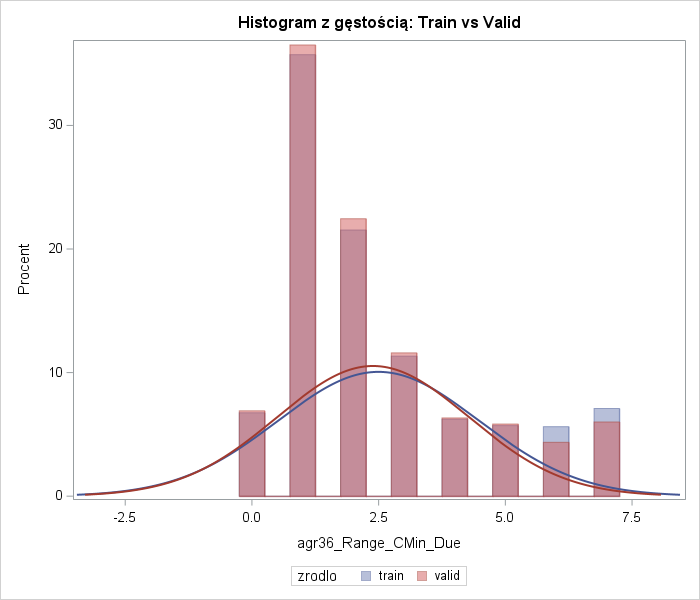 Histogram z gęstością: Train vs Valid
Procent
30
20
10
0
-2.5 0.0 2.5 5.0 7.5
agr36_Range_CMin_Due
zrodlo train valid